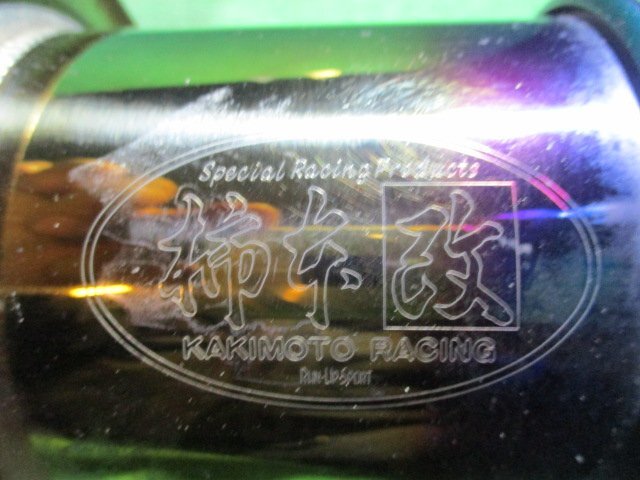 Special Racing Products
柿本改
KAKIMOTO RACING
RUN-UP SPORT